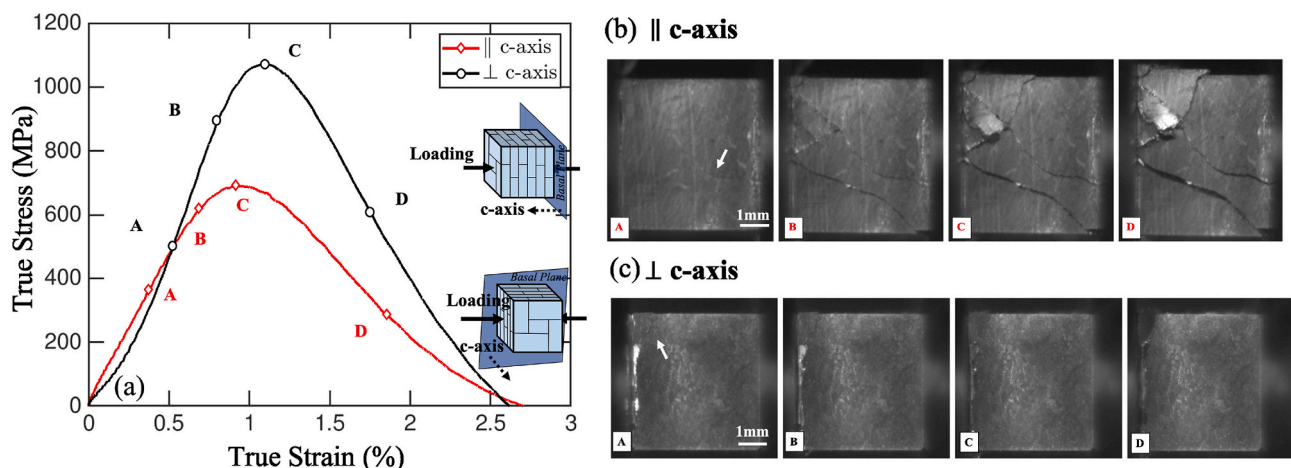 1200
1000
800
600
400
200
0
True Stress (MPa)
0
0.5
1
1.5
2
2.5
3
True Strain (%)
(a)
∥ c-axis
⊥ c-axis
A
B
C
D
A
B
C
D
Loading
Basal Plane
c-axis
Basal Plane
Loading
c-axis
(b) ∥ c-axis
A
1mm
B
C
D
(c) ⊥ c-axis
A
1mm
B
C
D